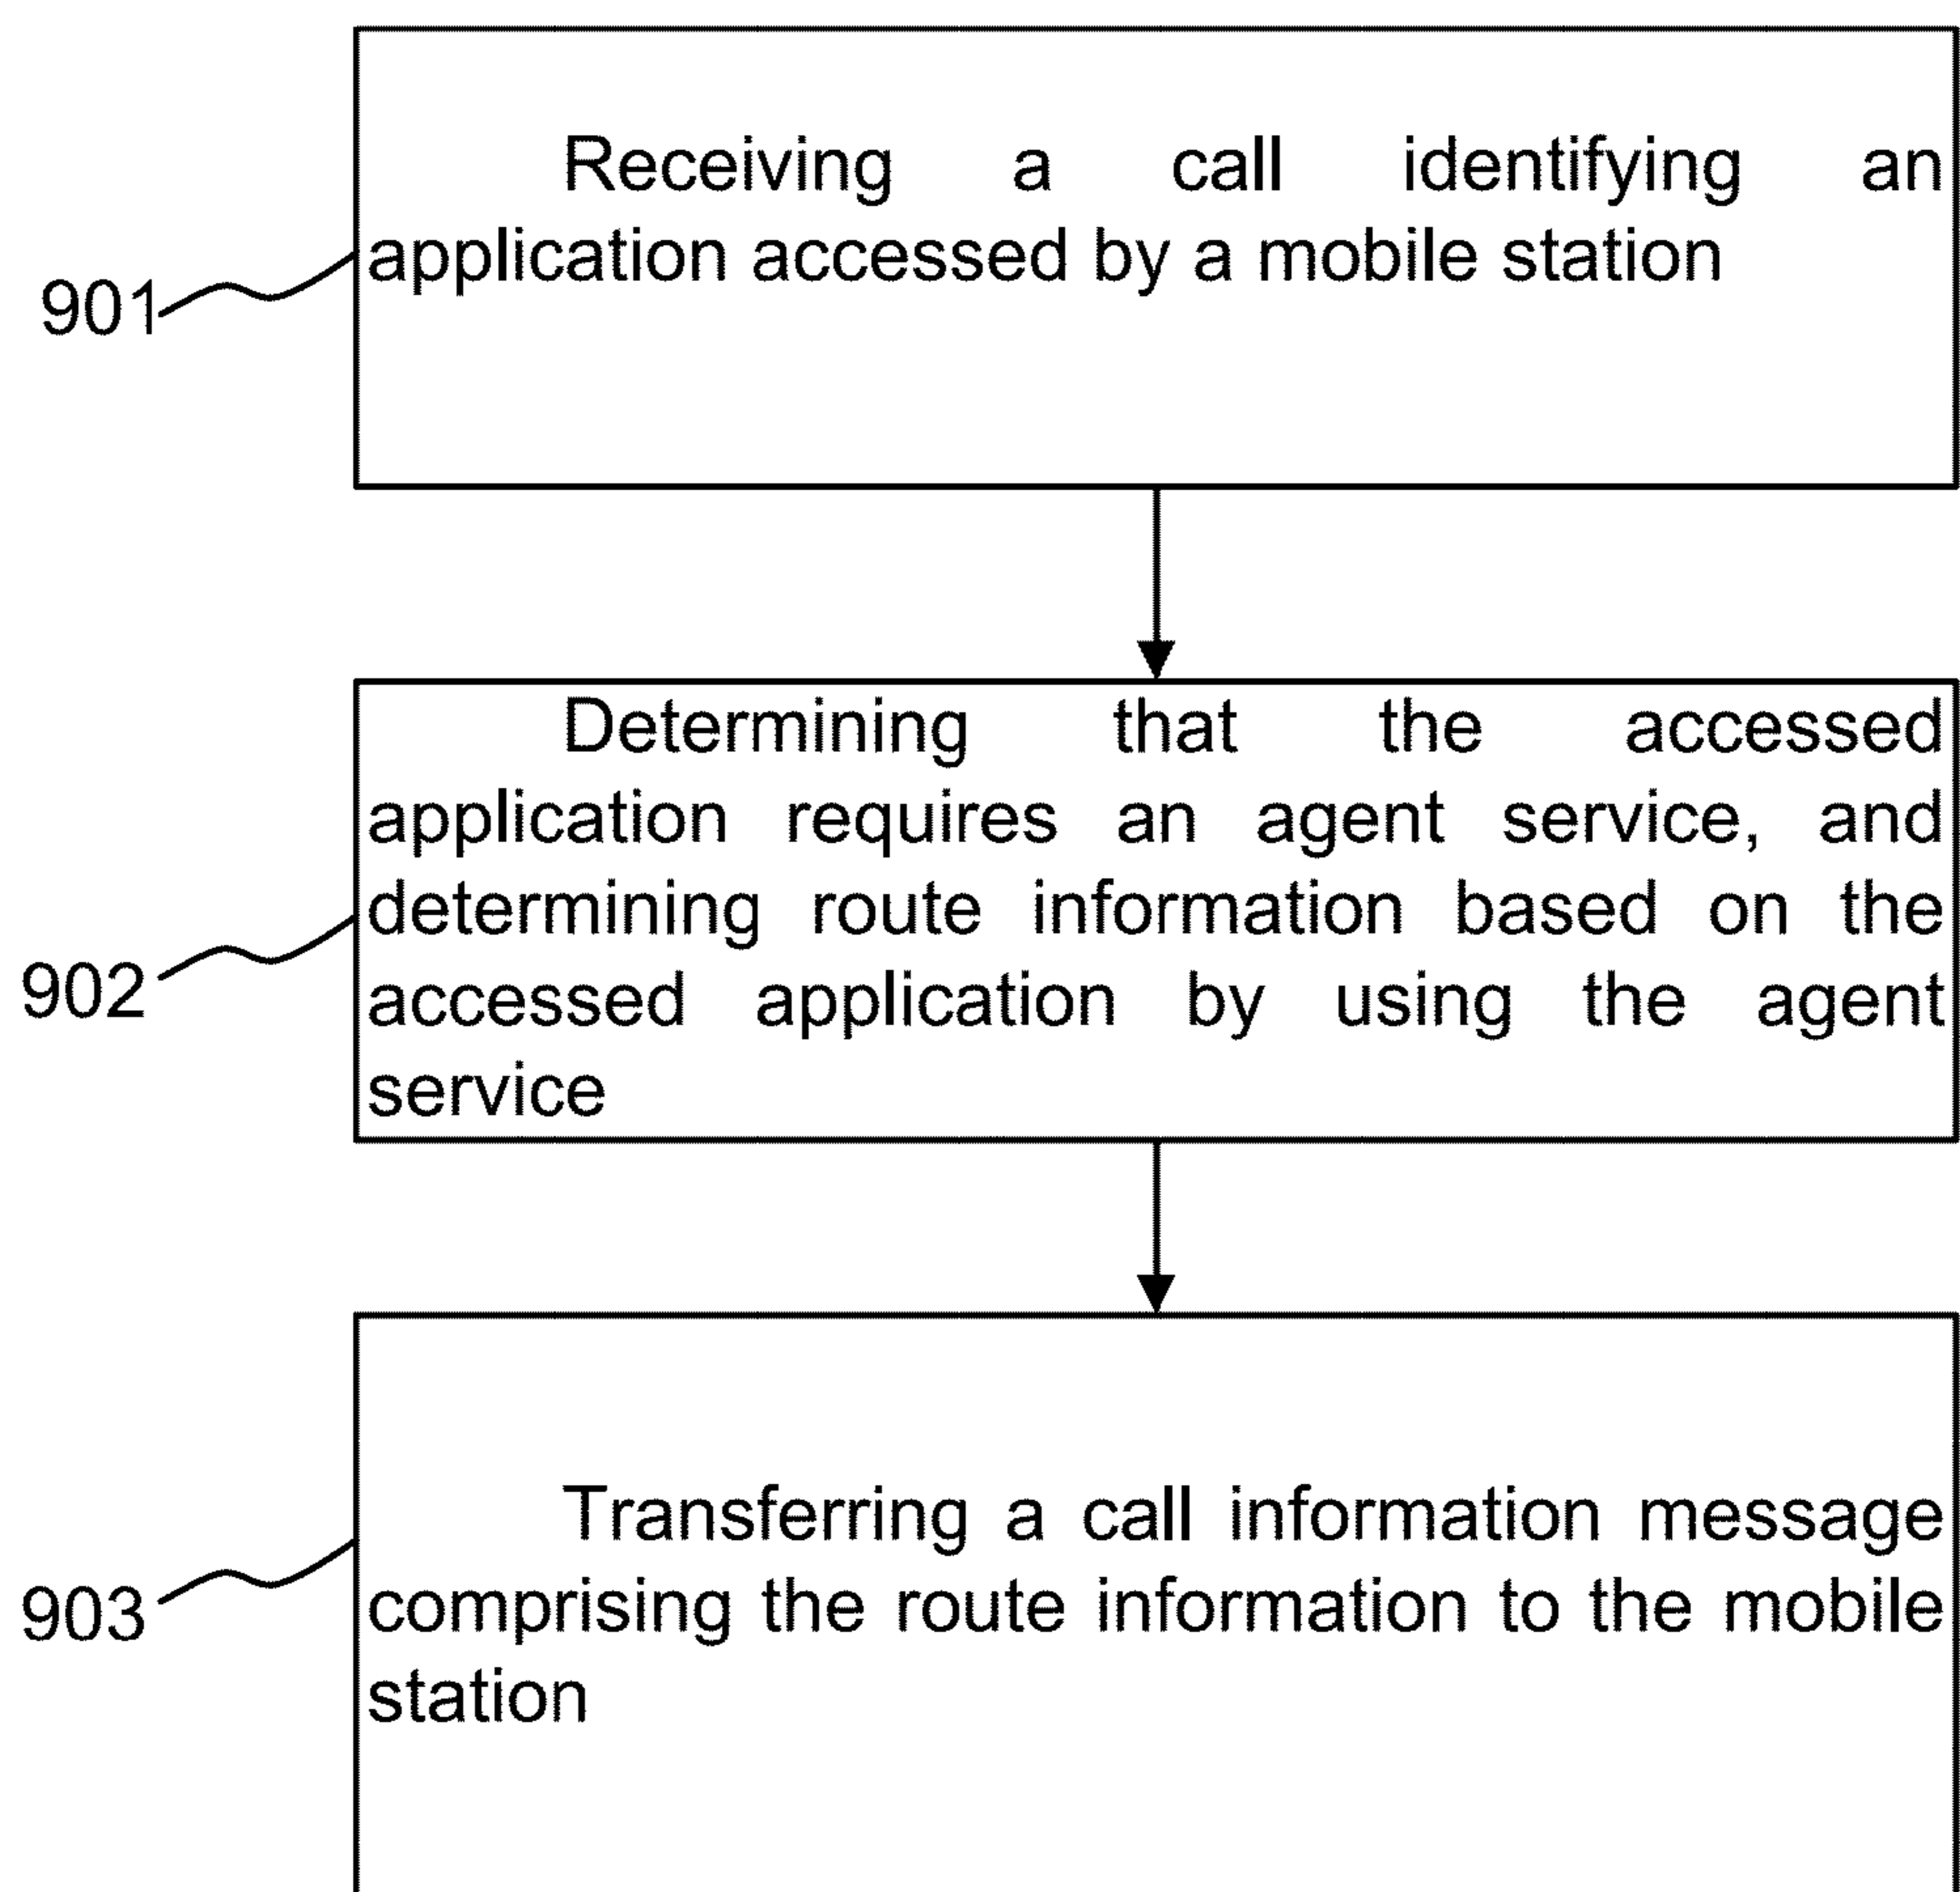 Receiving a call identifying an
application accessed by a mobile station
901
Determining that the accessed
application requires an agent service, and
determining route information based on the
accessed application by using the agent
service
902
Transferring a call information message
comprising the route information to the mobile
station
903